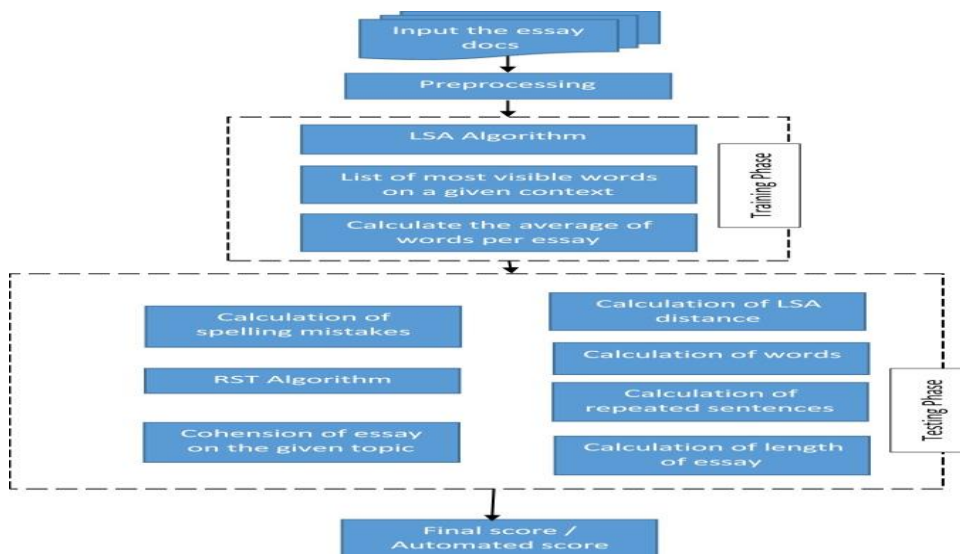 Input the essay
docs
Preprocessing
LSA Algorithm
List of most visible words
on a given context
Calculate the average of
words per essay
Training Phase
Calculation of
spelling mistakes
RST Algorithm
Cohension of essay
on the given topic
Calculation of LSA
distance
Calculation of words
Calculation of
repeated sentences
Calculation of length
of essay
Testing Phase
Final score /
Automated score